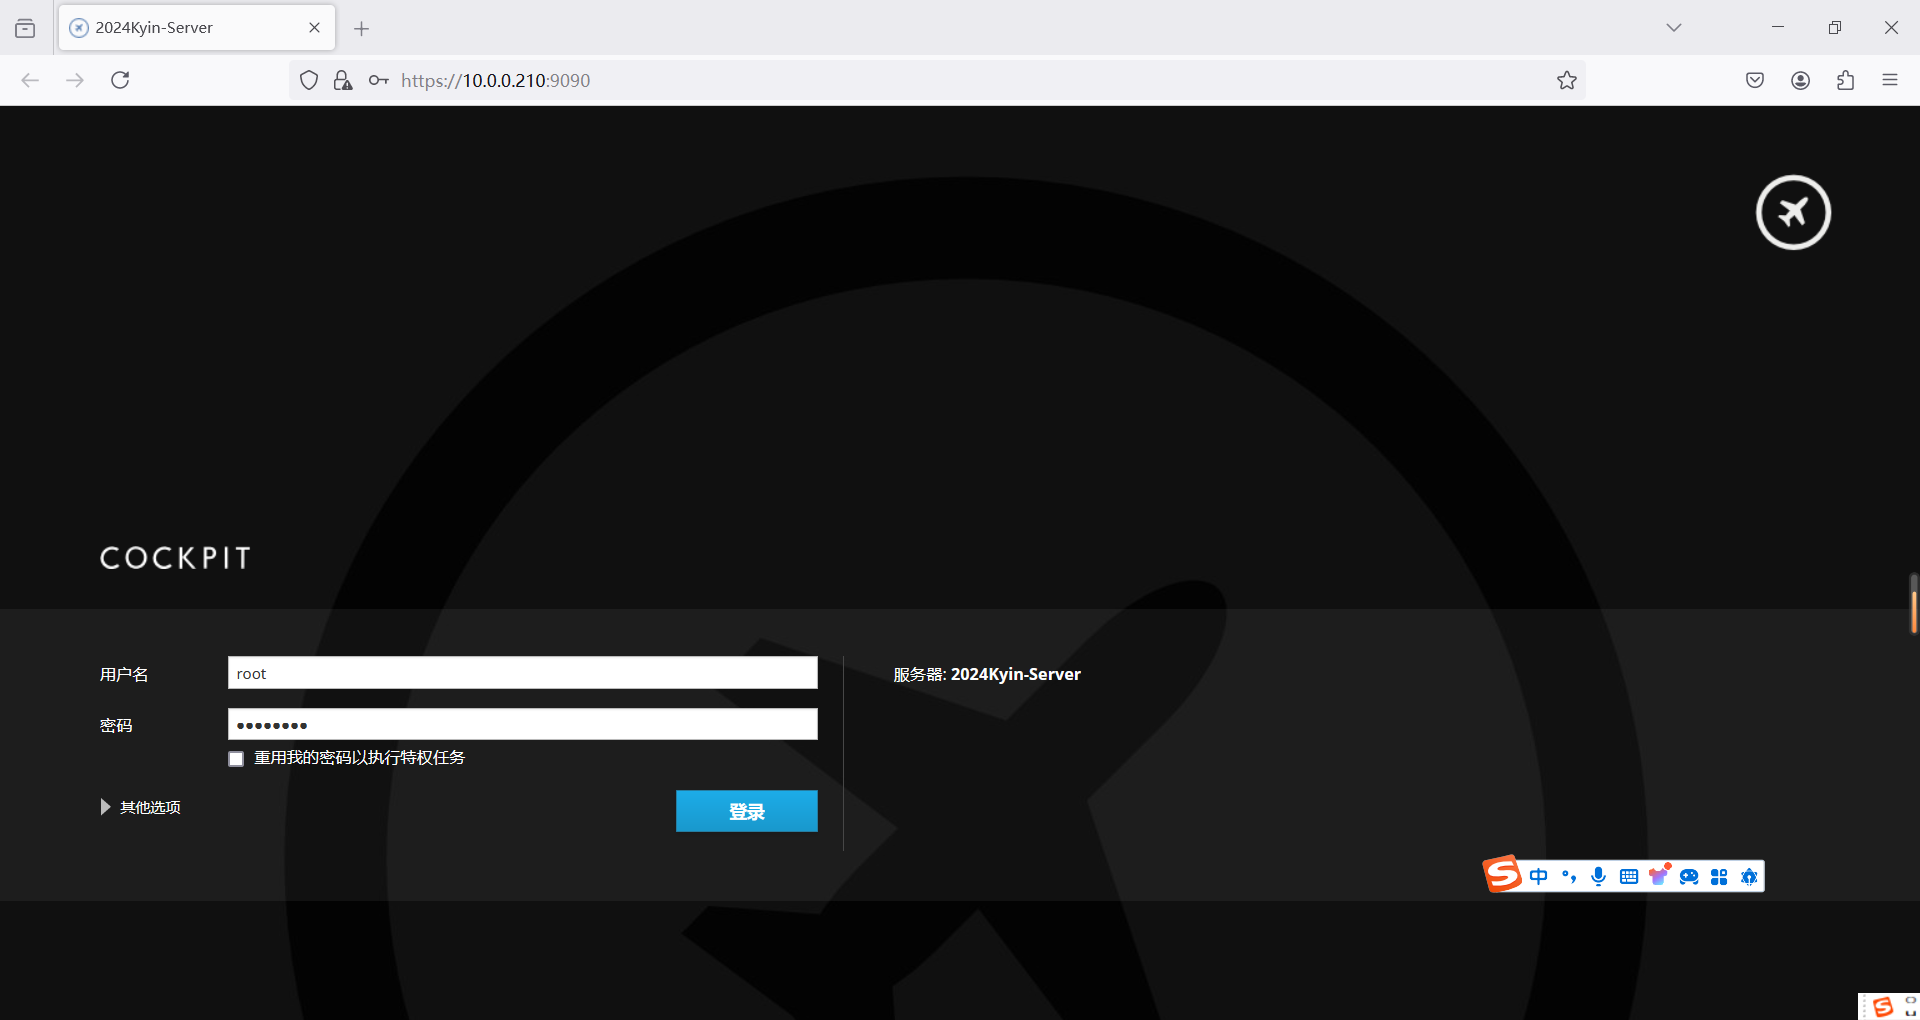 2024Kyin-Server
https://10.0.0.210:9090
COCKPIT
用户名
root
服务器: 2024Kyin-Server
密码
••••••••
重用我的密码以执行特权任务
其他选项
登录
中